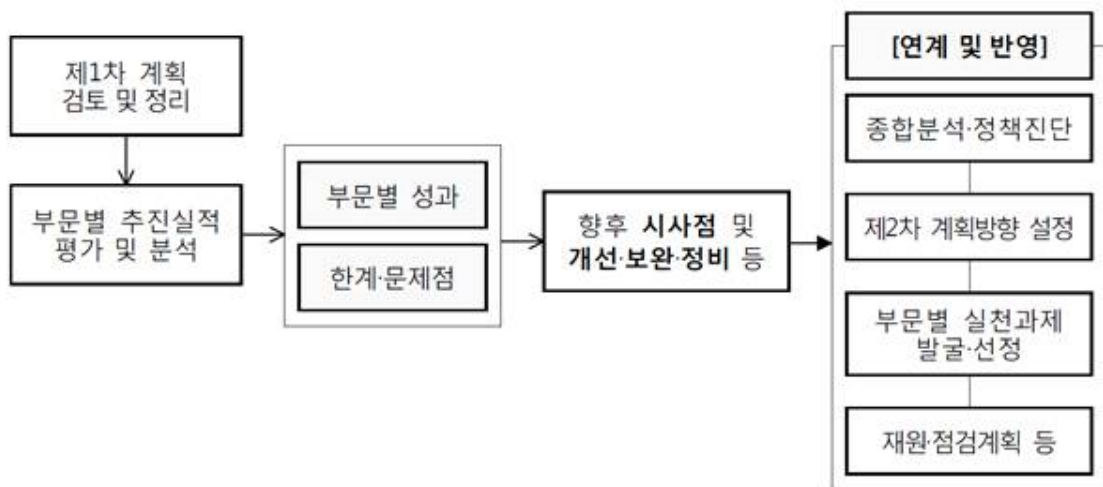 제1차 계획
검토 및 정리
부문별 추진실적
평가 및 분석
부문별 성과
한계·문제점
향후 시사점 및
개선·보완·정비 등
[연계 및 반영]
종합분석·정책진단
제2차 계획방향 설정
부문별 실천과제
발굴·선정
재원·점검계획 등